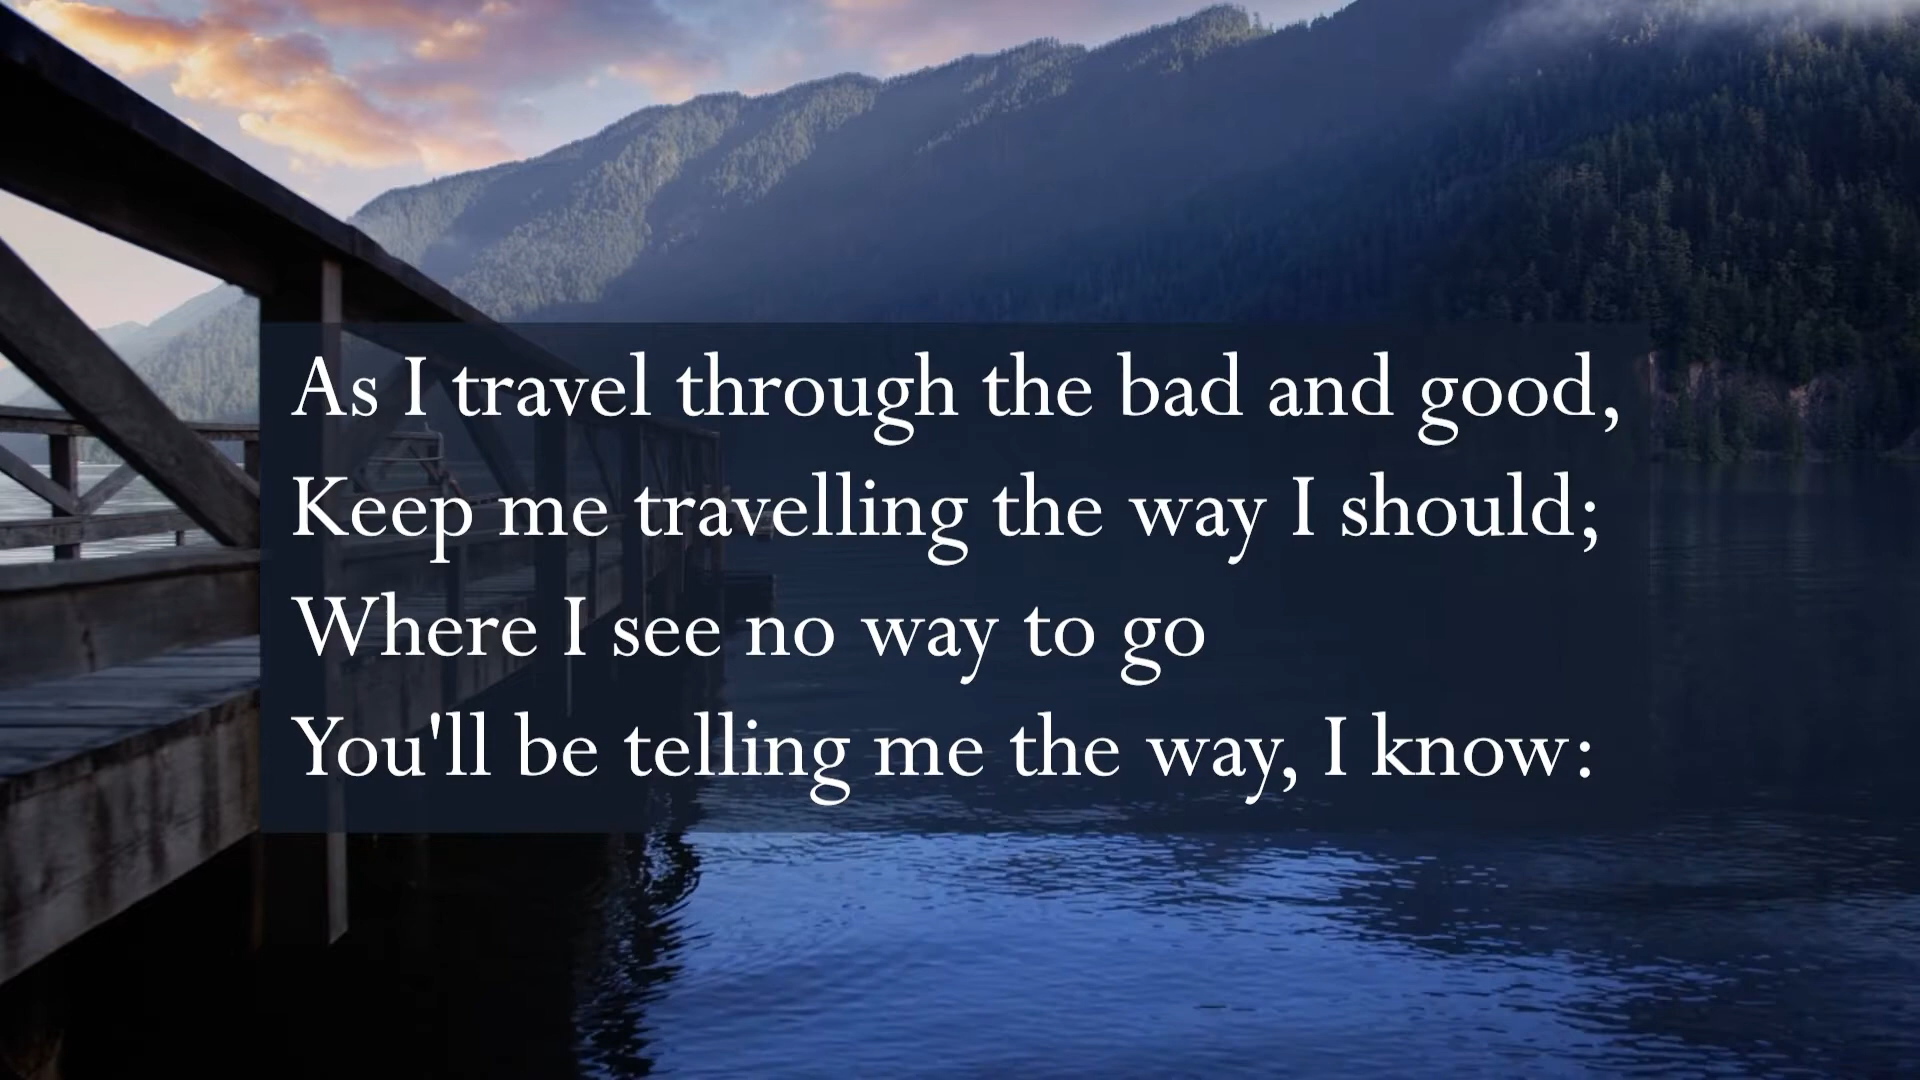 As I travel through the bad and good,
Keep me travelling the way I should;
Where I see no way to go
You'll be telling me the way, I know: